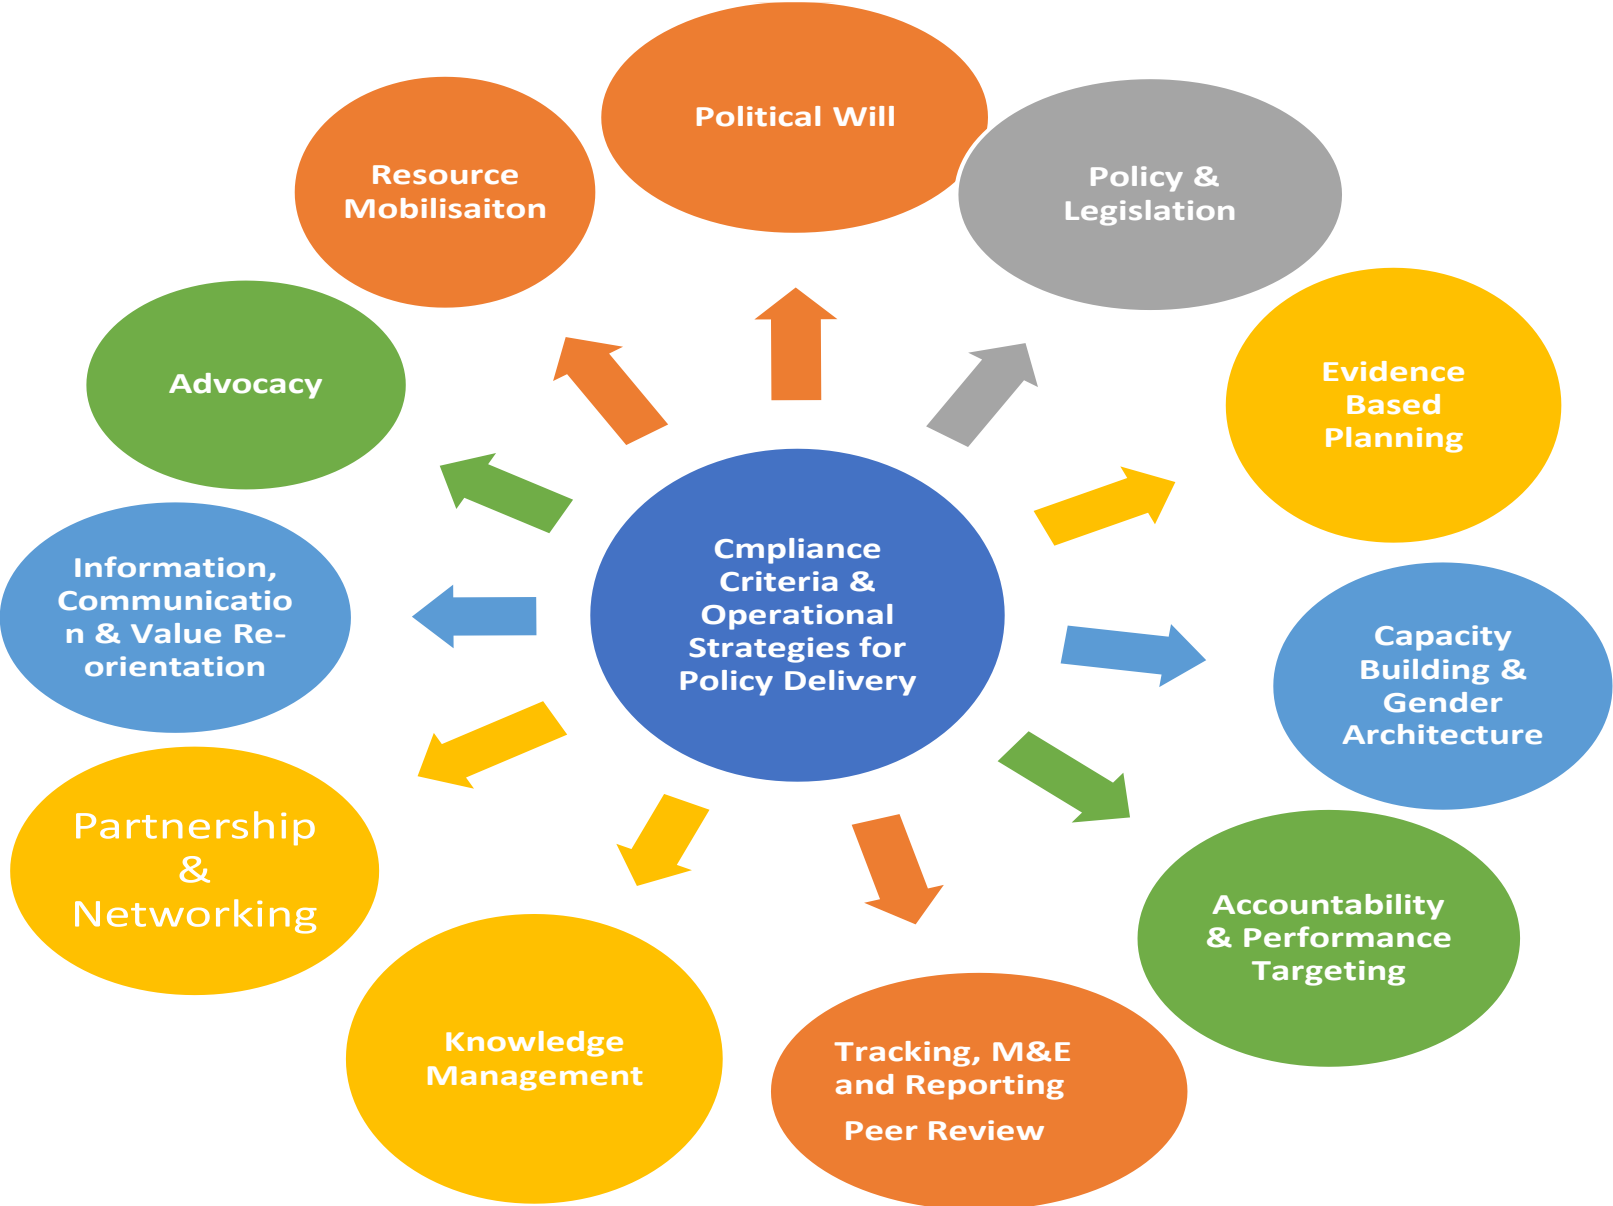 Political Will
Policy &
Legislation
Evidence
Based
Planning
Capacity
Building &
Gender
Architecture
Accountability
& Performance
Targeting
Tracking, M&E
and Reporting
Peer Review
Knowledge
Management
Partnership
&
Networking
Information,
Communicatio
n & Value Re-
orientation
Advocacy
Resource
Mobilisaiton
Cmpliance
Criteria &
Operational
Strategies for
Policy Delivery